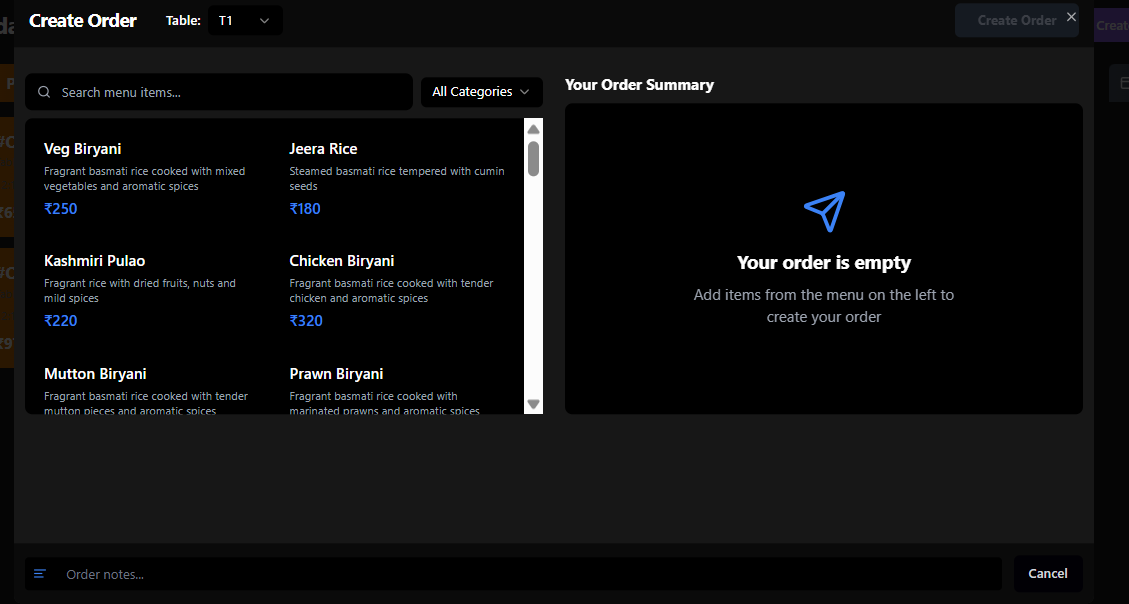 Create Order
Table:
T1
Create Order
Search menu items...
All Categories
Veg Biryani
Fragrant basmati rice cooked with mixed
vegetables and aromatic spices
₹250
Jeera Rice
Steamed basmati rice tempered with cumin
seeds
₹180
Kashmiri Pulao
Fragrant rice with dried fruits, nuts and
mild spices
₹220
Chicken Biryani
Fragrant basmati rice cooked with tender
chicken and aromatic spices
₹320
Mutton Biryani
Fragrant basmati rice cooked with tender
mutton pieces and aromatic spices
Prawn Biryani
Fragrant basmati rice cooked with
marinated prawns and aromatic spices
Your Order Summary
Your order is empty
Add items from the menu on the left to
create your order
Order notes...
Cancel